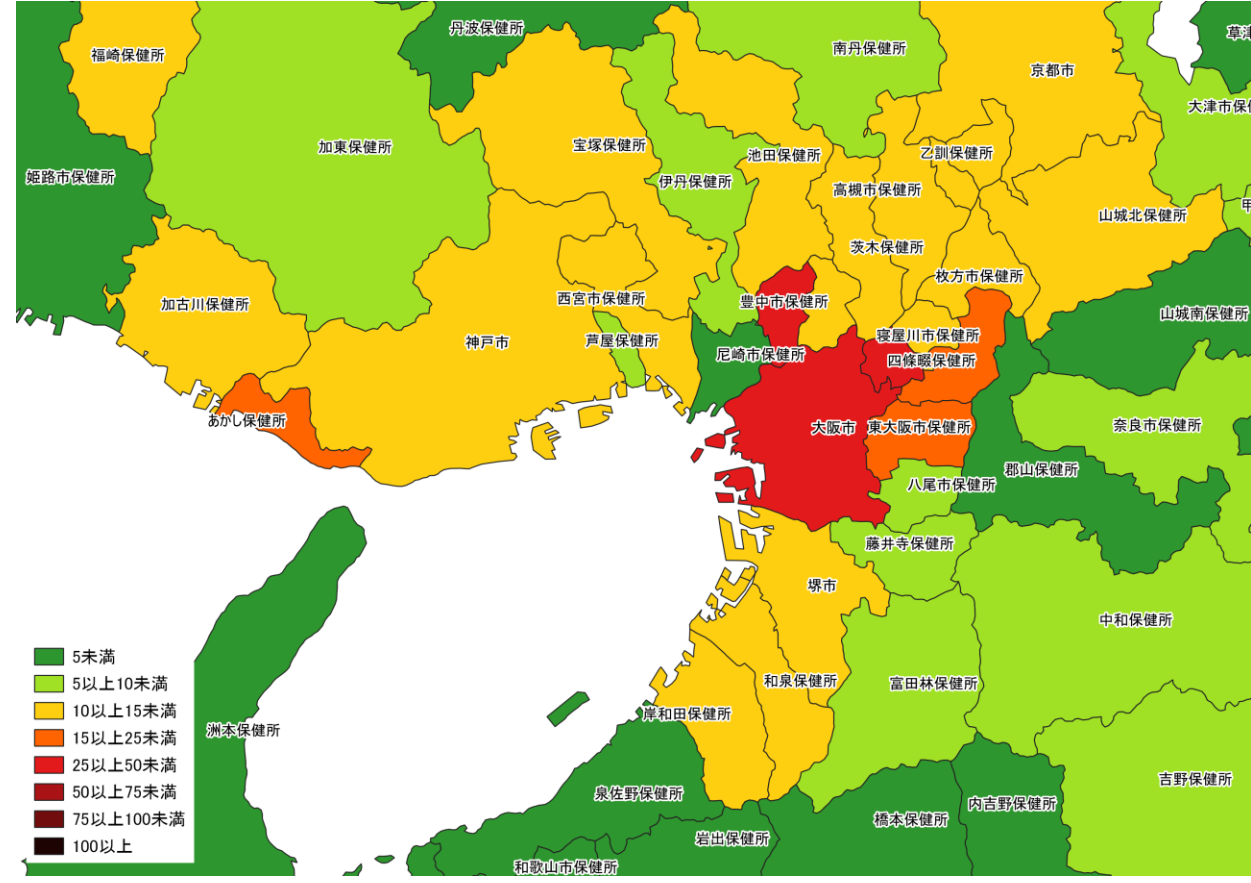 丹波保健所
南丹保健所
草津
福崎保健所
京都市
大津市保健
加東保健所
宝塚保健所
池田保健所
乙訓保健所
姫路市保健所
伊丹保健所
高槻市保健所
山城北保健所
茨木保健所
枚方市保健所
加古川保健所
西宮市保健所
豊中市保健所
山城南保健所
神戸市
芦屋保健所
寝屋川市保健所
尼崎市保健所
四條畷保健所
あかし保健所
大阪市
東大阪市保健所
奈良市保健所
郡山保健所
八尾市保健所
藤井寺保健所
堺市
中和保健所
和泉保健所
富田林保健所
岸和田保健所
洲本保健所
吉野保健所
泉佐野保健所
内吉野保健所
橋本保健所
岩出保健所
和歌山市保健所
5未満
5以上10未満
10以上15未満
15以上25未満
25以上50未満
50以上75未満
75以上100未満
100以上